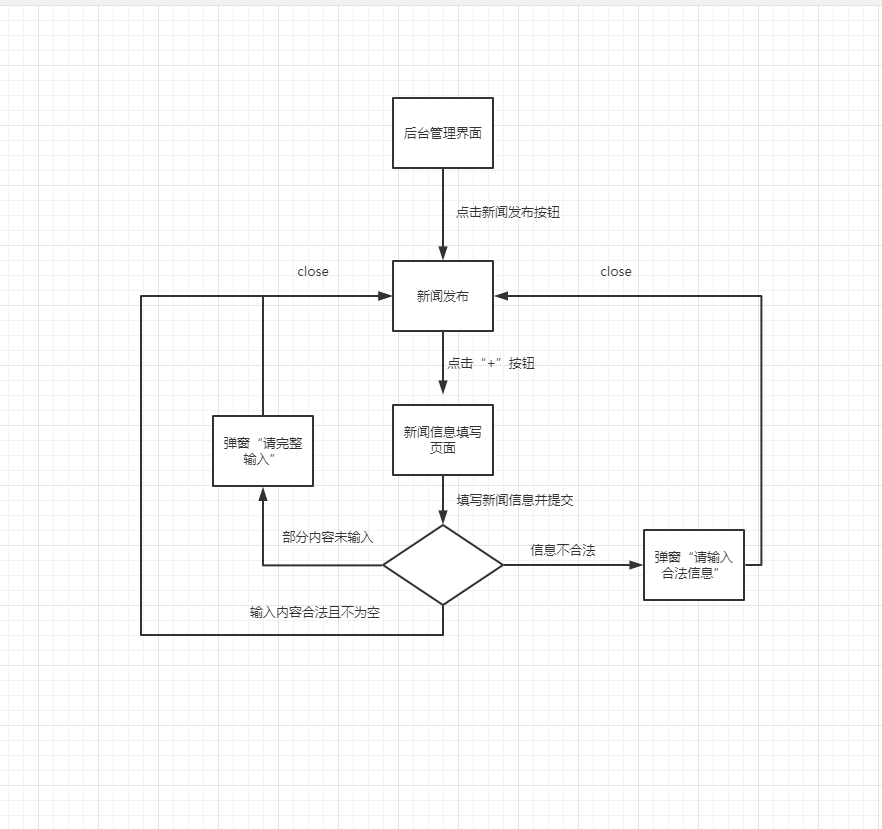 后台管理界面
点击新闻发布按钮
close
close
新闻发布
点击“+”按钮
新闻信息填写
页面
弹窗“请完整
输入”
填写新闻信息并提交
部分内容未输入
信息不合法
弹窗“请输入
合法信息”
输入内容合法且不为空